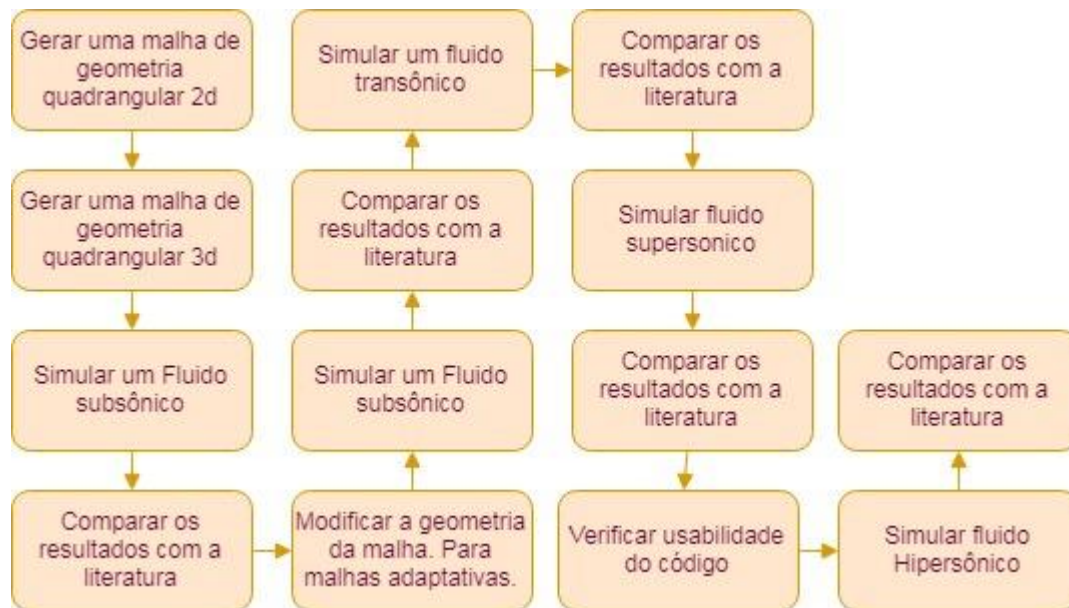 Gerar uma malha de
geometria
quadrangular 2d
Gerar uma malha de
geometria
quadrangular 3d
Simular um Fluido
subsônico
Comparar os
resultados com a
literatura
Modificar a geometria
da malha. Para
malhas adaptativas.
Simular um Fluido
subsônico
Comparar os
resultados com a
literatura
Simular um fluido
transônico
Comparar os
resultados com a
literatura
Simular fluido
supersonico
Comparar os
resultados com a
literatura
Verificar usabilidade
do código
Simular fluido
Hipersônico
Comparar os
resultados com a
literatura